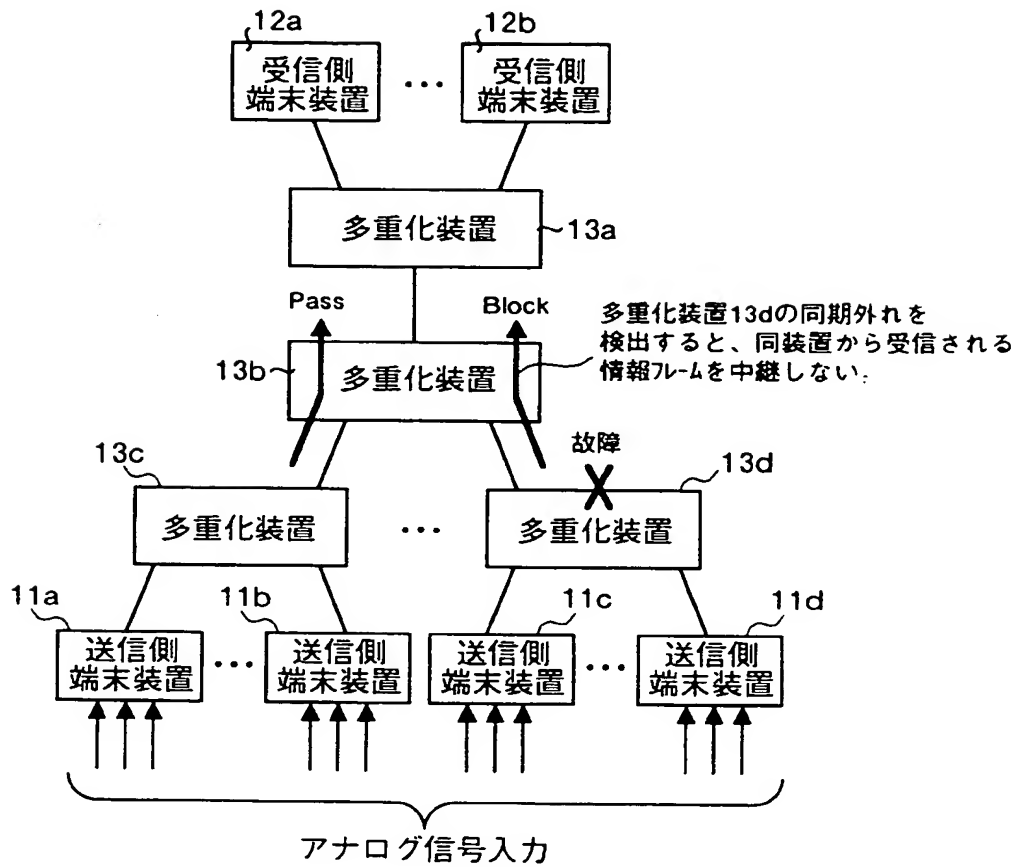 12a
12b
受信側
端末装置
…
受信側
端末装置
多重化装置
13a
Pass
Block
多重化装置13dの同期外れを
検出すると、同装置から受信される
情報フレームを中継しない.
13b
多重化装置
故障
13c
13d
多重化装置
…
多重化装置
11a
11b
11c
11d
送信側
端末装置
…
送信側
端末装置
送信側
端末装置
…
送信側
端末装置
アナログ信号入力